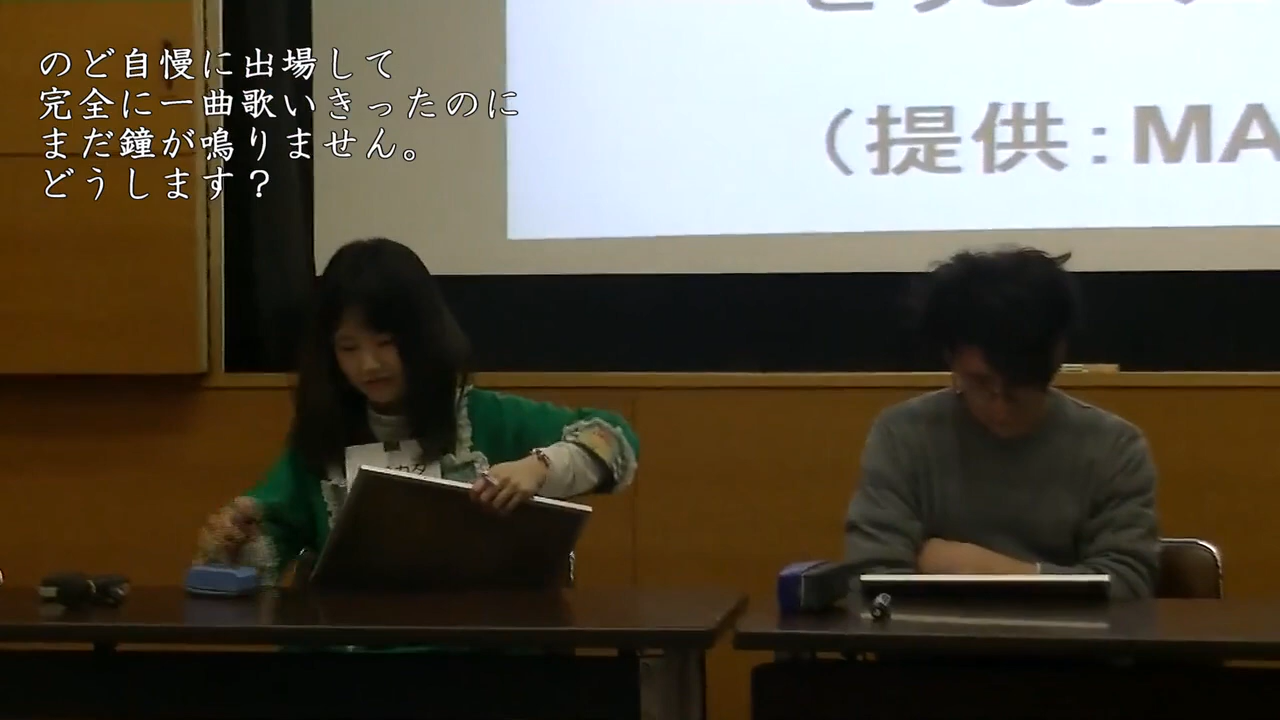 のど自慢に出場して
完全に一曲歌いきったのに
まだ鐘が鳴りません。
どうします？
（提供：MA